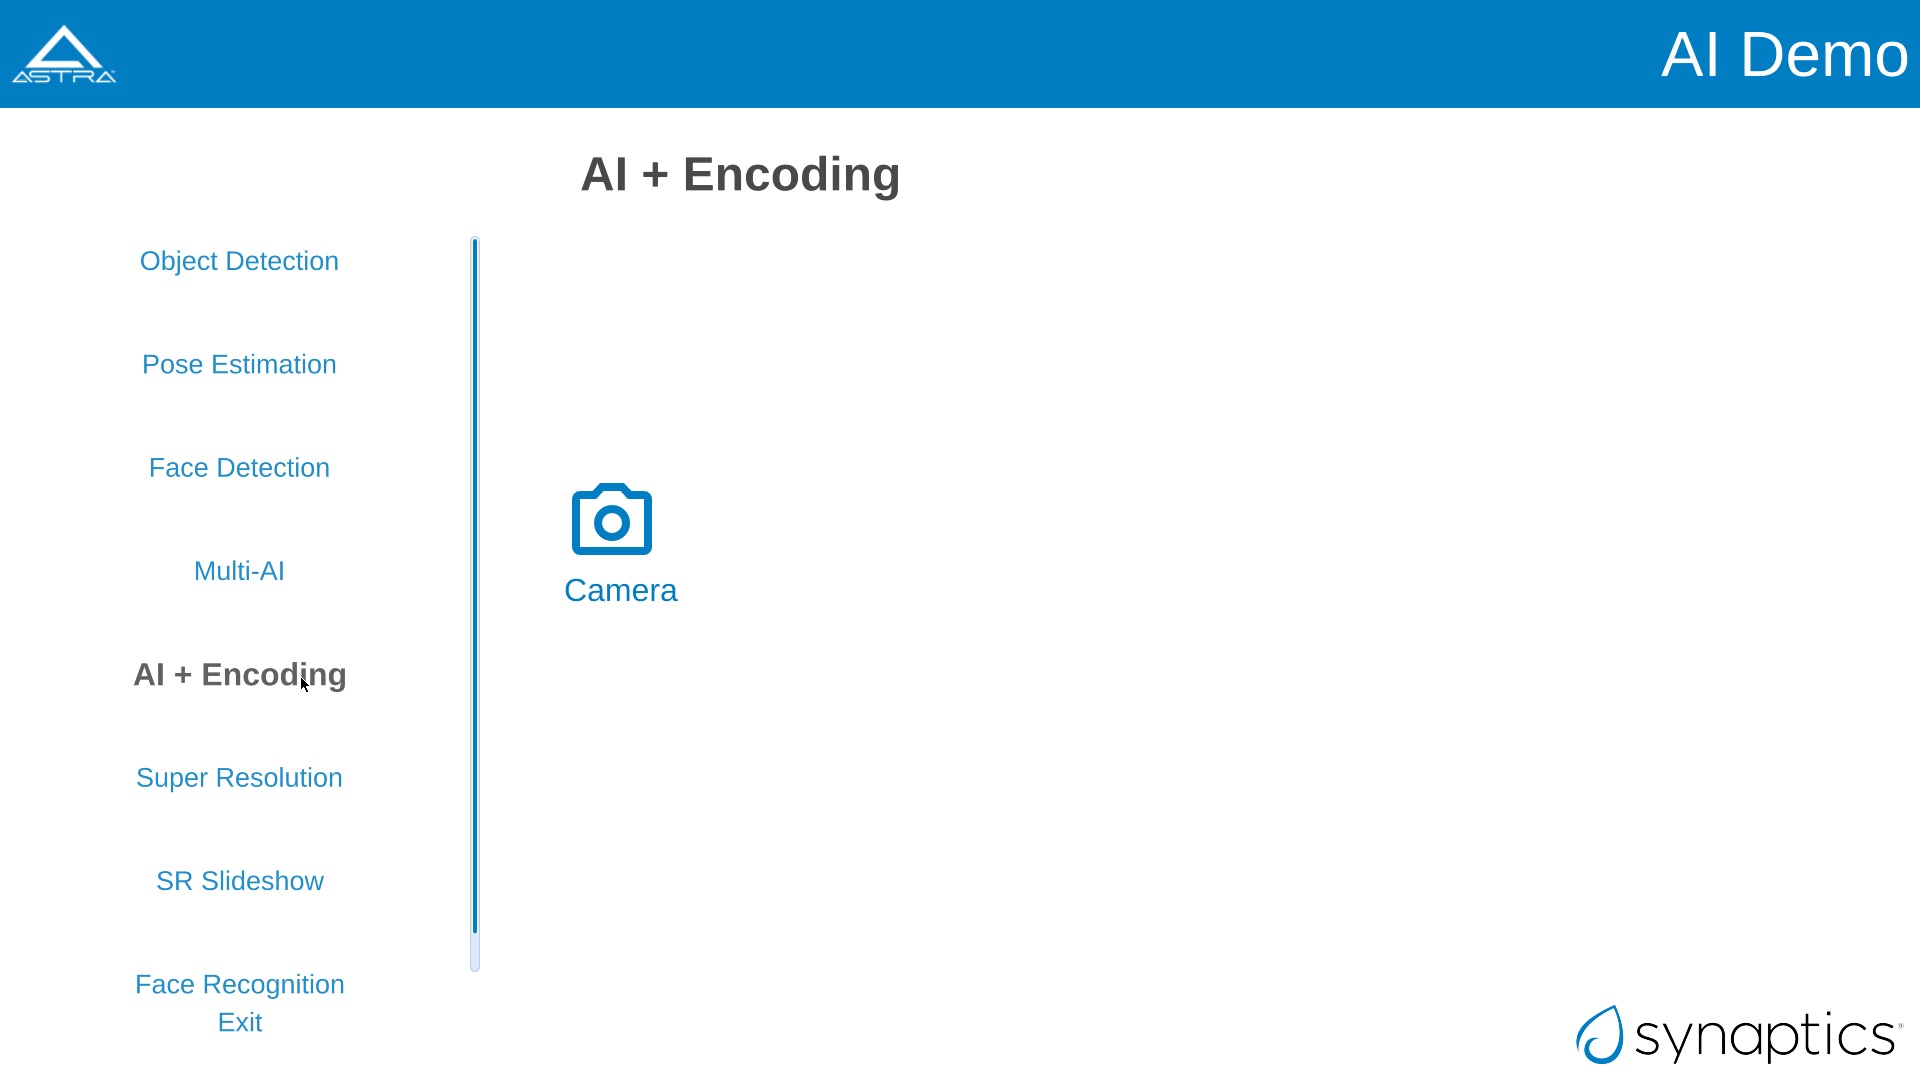 ASTRA
AI Demo
AI + Encoding
Object Detection
Pose Estimation
Face Detection
Multi-AI
AI + Encoding
Super Resolution
SR Slideshow
Face Recognition
Exit
Camera
synaptics®